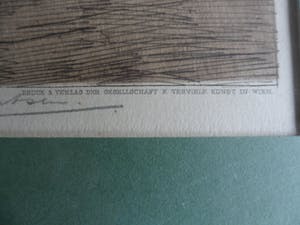 DRUCK & VERLAG DER GESELLSCHAFT F. VERVIELF. KUNST IN WIEN.